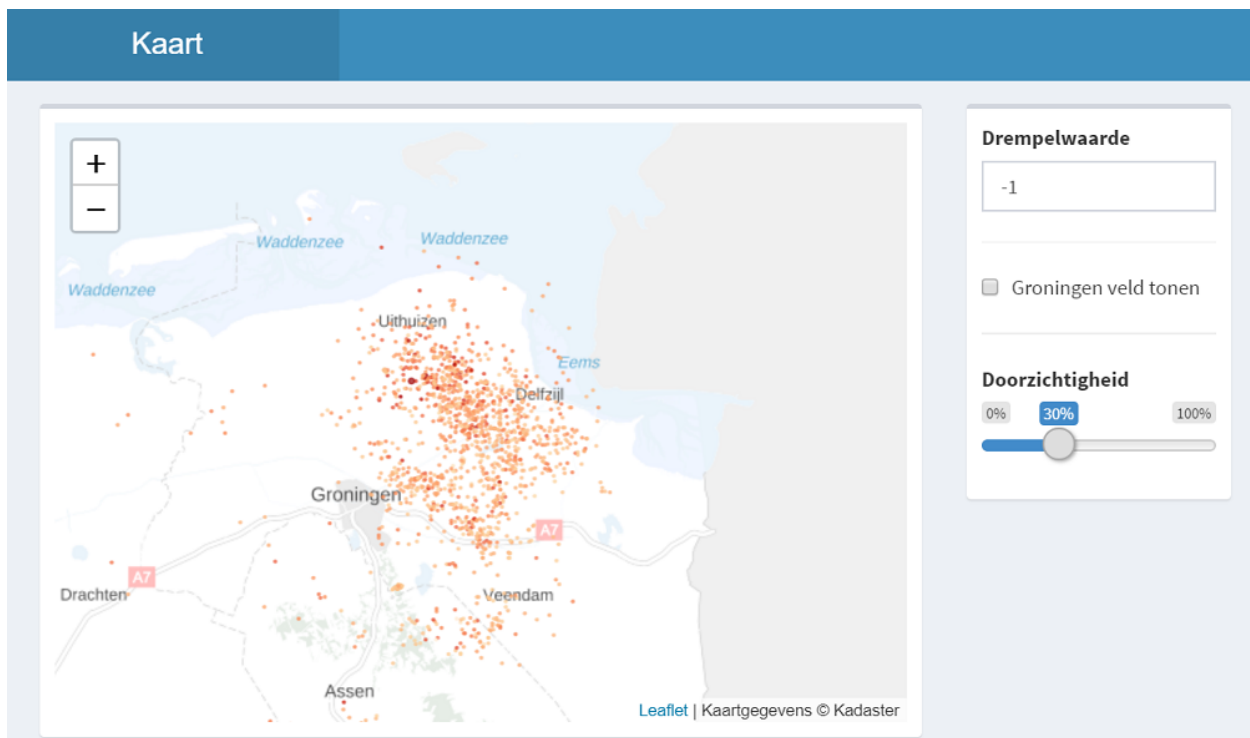 Kaart
+
−
Waddenzee
Waddenzee
Waddenzee
Uithuizen
Eems
Delfzijl
Groningen
A7
A7
Drachten
Veendam
Assen
Leaflet | Kaartgegevens © Kadaster
Drempelwaarde
-1
Groningen veld tonen
Doorzichtigheid
0% 30% 100%